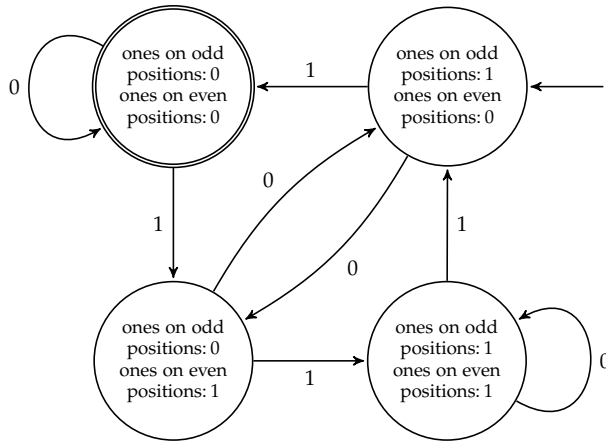 ones on odd
positions: 0
ones on even
positions: 0
ones on odd
positions: 1
ones on even
positions: 0
0
1
0
1
0
1
ones on odd
positions: 0
ones on even
positions: 1
ones on odd
positions: 1
ones on even
positions: 1
1
0